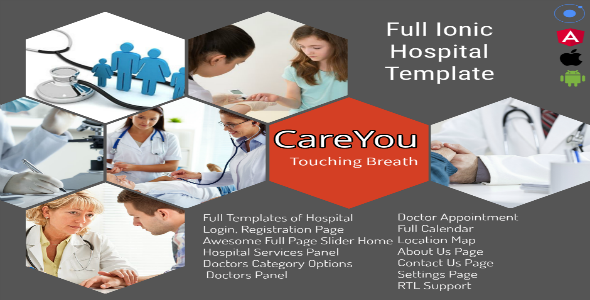 Full Ionic
Hospital
Template
CareYou
Touching Breath
Full Templates of Hospital
Login, Registration Page
Awesome Full Page Slider Home
Hospital Services Panel
Doctors Category Options
Doctors Panel
Doctor Appointment
Full Calendar
Location Map
About Us Page
Contact Us Page
Settings Page
RTL Support